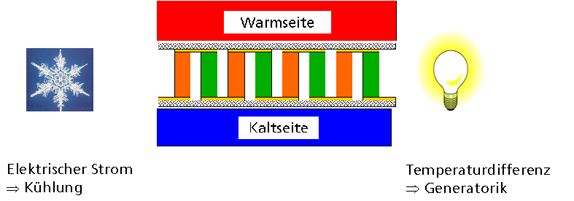 Warmseite
Kaltseite
Elektrischer Strom
⇒ Kühlung
Temperaturdifferenz
⇒ Generatorik